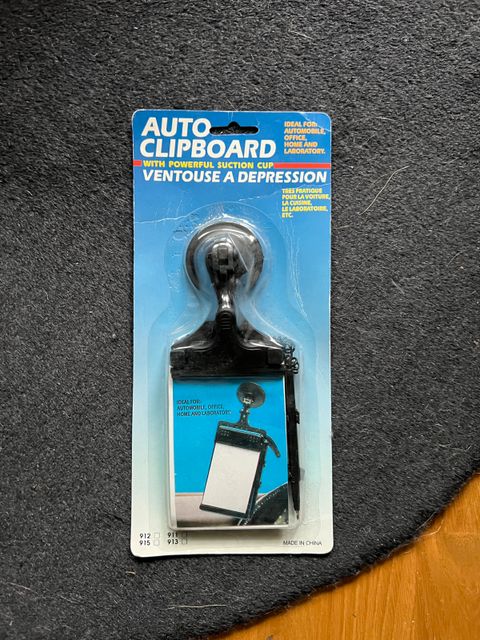 AUTO
CLIPBOARD
WITH POWERFUL SUCTION CUP
VENTOUSE A DEPRESSION
IDEAL FOR:
AUTOMOBILE,
OFFICE,
HOME AND
LABORATORY.
TRES PRATIQUE
POUR LA VOITURE,
LA CUISINE,
LE LABORATOIRE,
ETC.
IDEAL FOR:
AUTOMOBILE, OFFICE,
HOME AND LABORATORY.
912 911
915 913
MADE IN CHINA